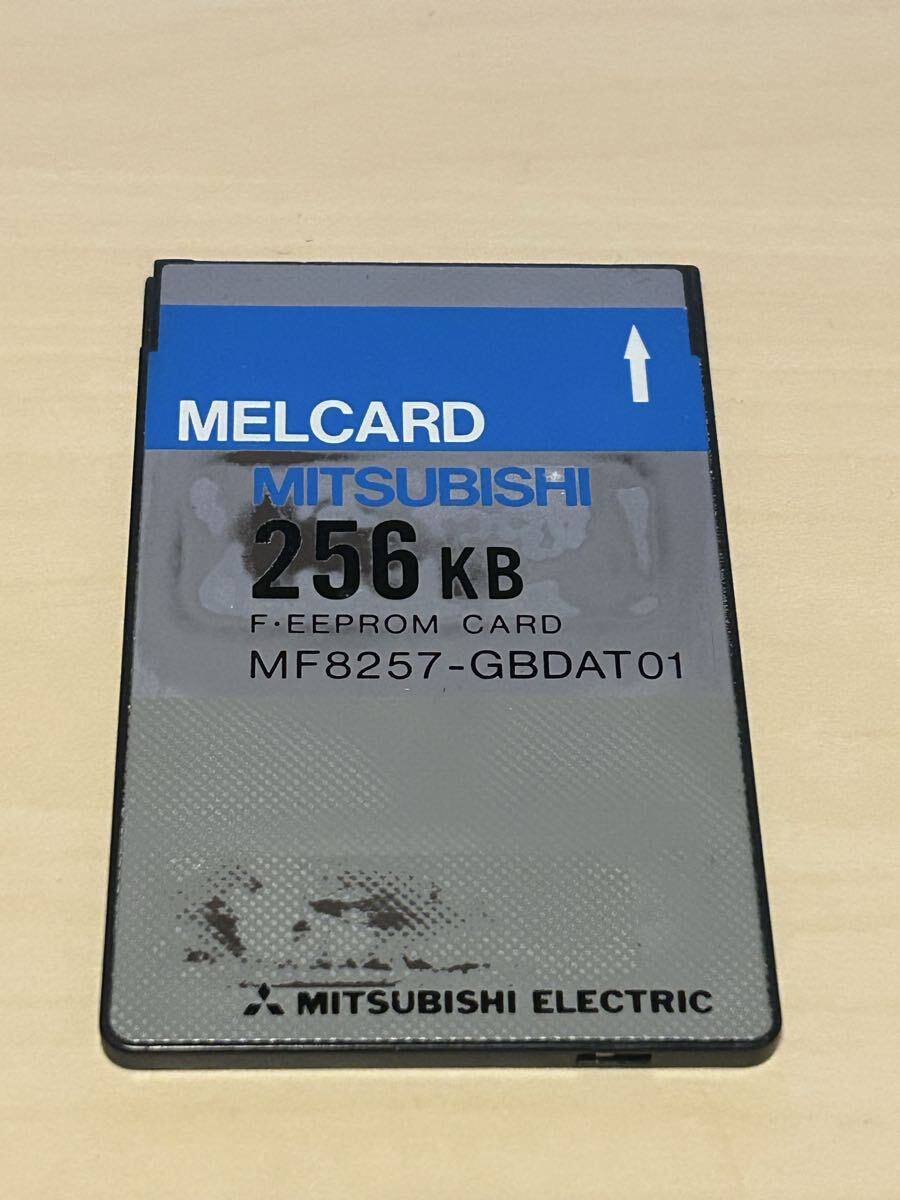 MELCARD
MITSUBISHI
256 KB
F·EEPROM CARD
MF8257-GBDAT01
MITSUBISHI ELECTRIC